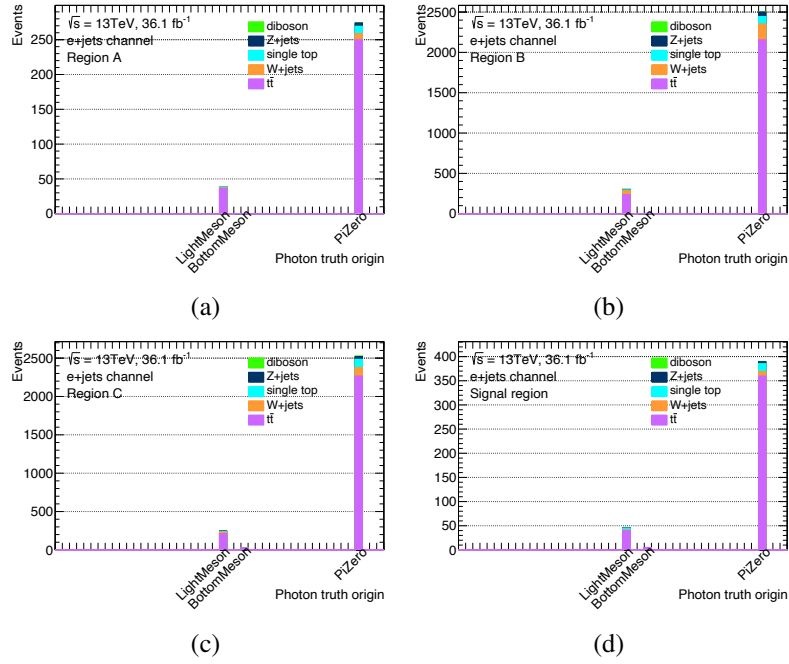 Events
√s = 13TeV, 36.1 fb⁻¹
e+jets channel
Region A
diboson
Z+jets
single top
W+jets
tt̄
250
200
150
100
50
0
LightMeson
BottomMeson
PiZero
Photon truth origin
(a)
Events
√s = 13TeV, 36.1 fb⁻¹
e+jets channel
Region B
diboson
Z+jets
single top
W+jets
tt̄
2500
2000
1500
1000
500
0
LightMeson
BottomMeson
PiZero
Photon truth origin
(b)
Events
√s = 13TeV, 36.1 fb⁻¹
e+jets channel
Region C
diboson
Z+jets
single top
W+jets
tt̄
2500
2000
1500
1000
500
0
LightMeson
BottomMeson
PiZero
Photon truth origin
(c)
Events
√s = 13TeV, 36.1 fb⁻¹
e+jets channel
Signal region
diboson
Z+jets
single top
W+jets
tt̄
400
350
300
250
200
150
100
50
0
LightMeson
BottomMeson
PiZero
Photon truth origin
(d)